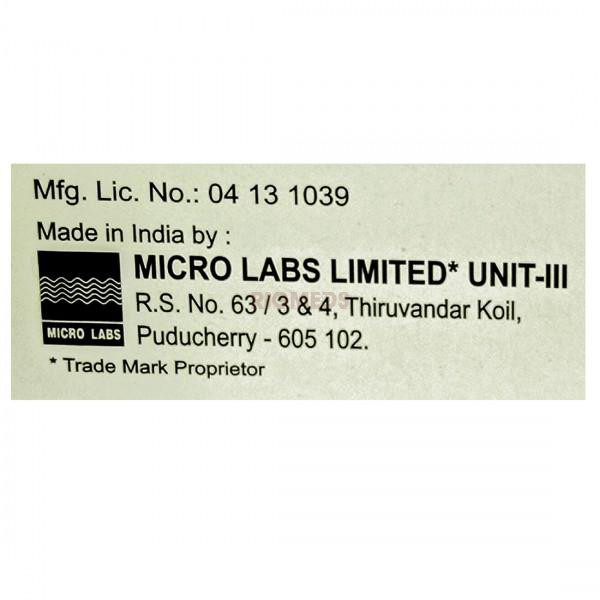 Mfg. Lic. No.: 04 13 1039
Made in India by :
MICRO LABS LIMITED* UNIT-III
R.S. No. 63 / 3 & 4, Thiruvandar Koil,
Puducherry - 605 102.
MICRO LABS
* Trade Mark Proprietor
RIOMEDS